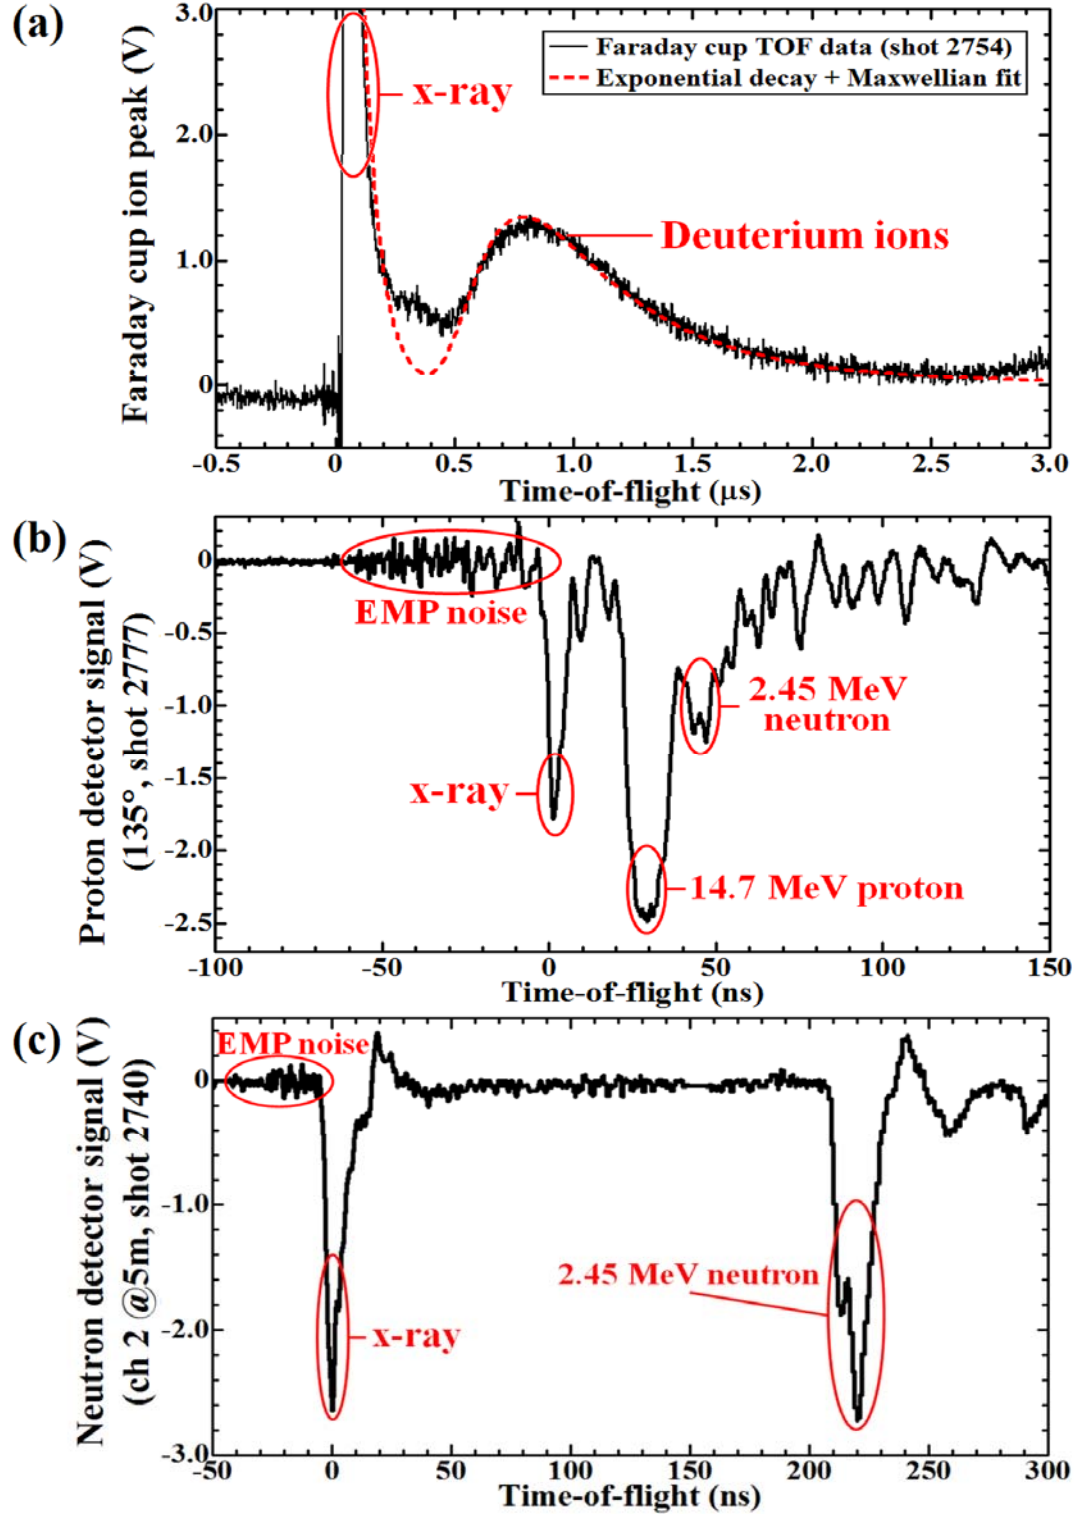 (a)
Faraday cup ion peak (V)
3.0
2.0
1.0
0
Faraday cup TOF data (shot 2754)
Exponential decay + Maxwellian fit
x-ray
Deuterium ions
-0.5 0 0.5 1.0 1.5 2.0 2.5 3.0
Time-of-flight (μs)
(b)
Proton detector signal (V)
(135°, shot 2777)
0
-0.5
-1.0
-1.5
-2.0
-2.5
EMP noise
2.45 MeV
neutron
x-ray
14.7 MeV proton
-100 -50 0 50 100 150
Time-of-flight (ns)
(c)
Neutron detector signal (V)
(ch 2 @5m, shot 2740)
0
-1.0
-2.0
-3.0
EMP noise
2.45 MeV neutron
x-ray
-50 0 50 100 150 200 250 300
Time-of-flight (ns)